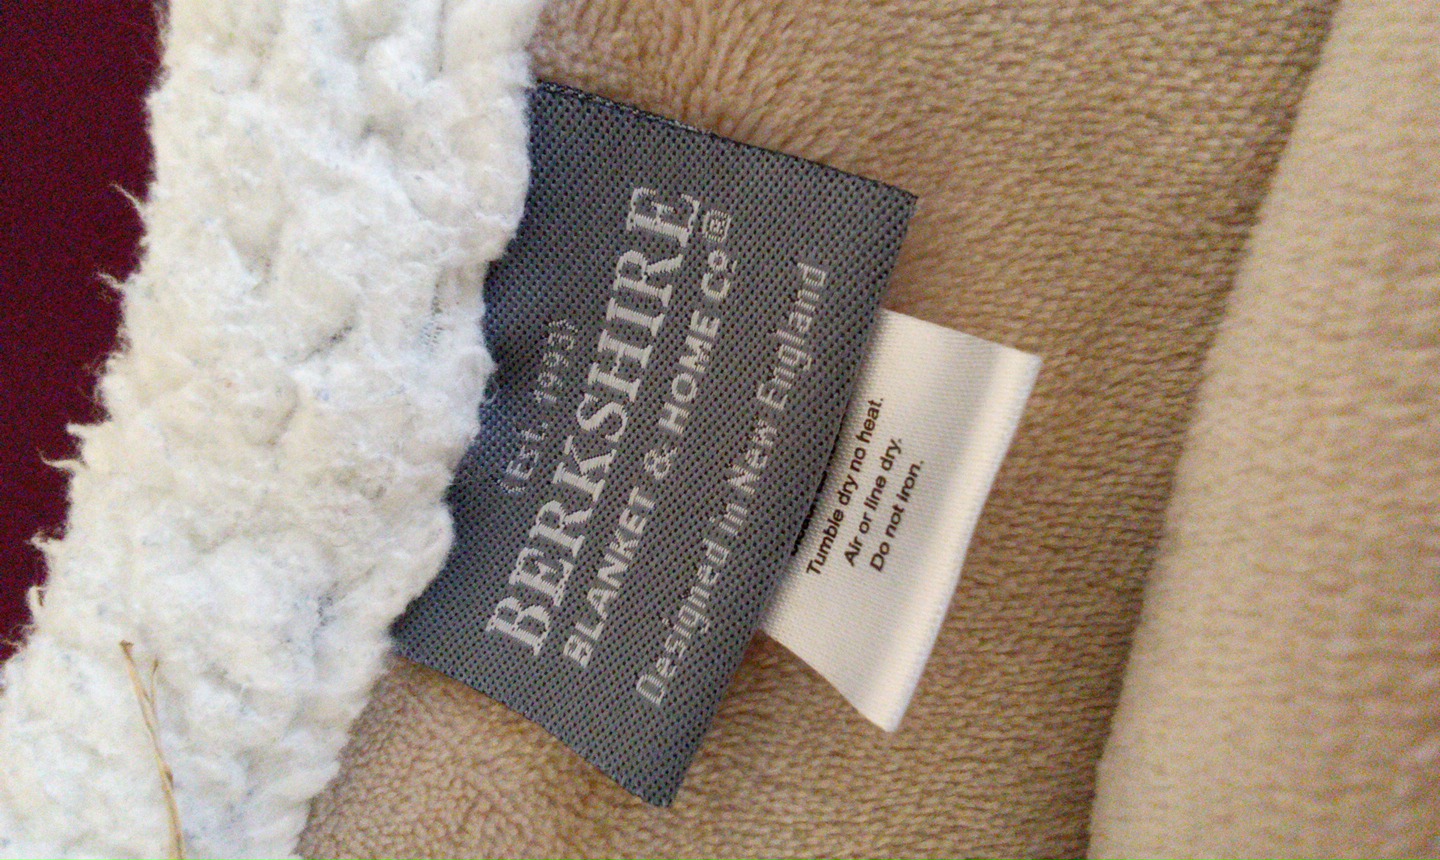 (Est. 1993)
BERKSHIRE
BLANKET & HOME Cº®
Designed in New England
Tumble dry no heat.
Air or line dry.
Do not iron.